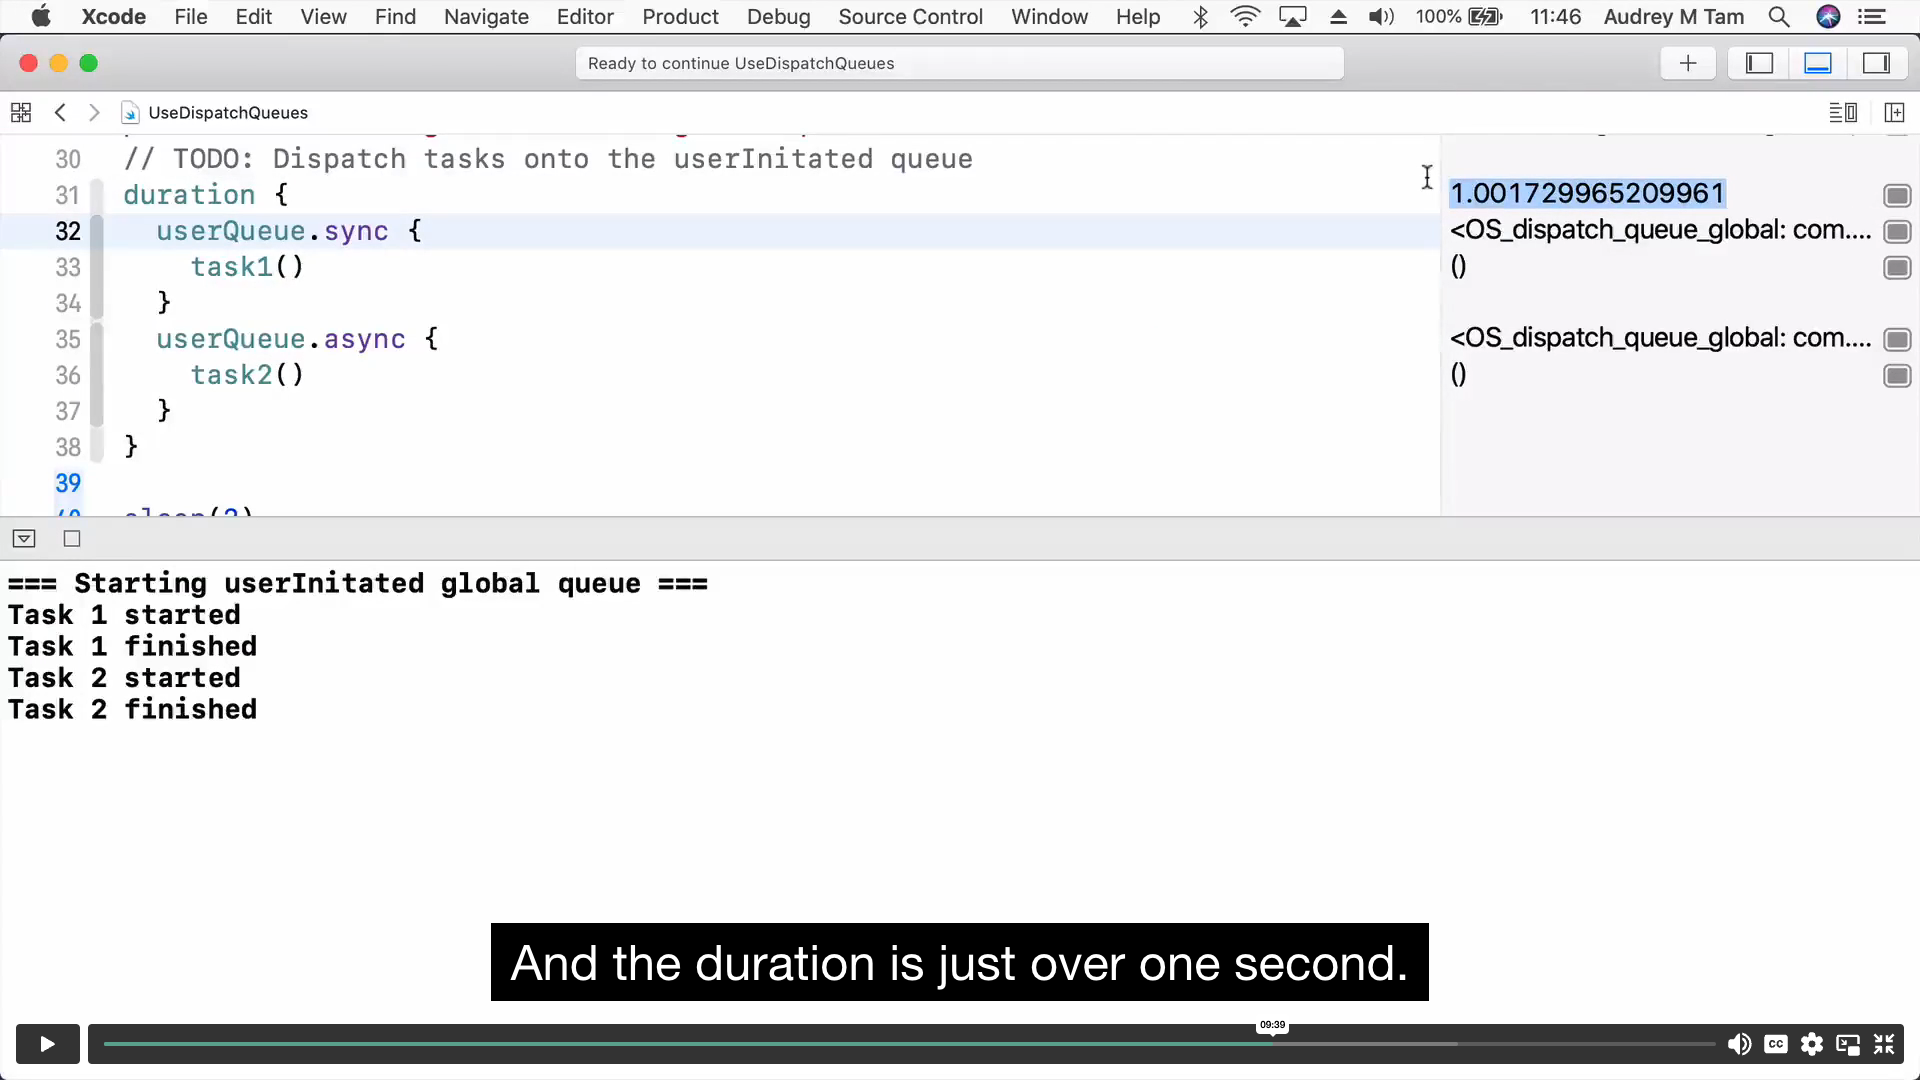 Xcode File Edit View Find Navigate Editor Product Debug Source Control Window Help 100% 11:46 Audrey M Tam
Ready to continue UseDispatchQueues
UseDispatchQueues
30 // TODO: Dispatch tasks onto the userInitated queue
31 duration { 1.001729965209961
32 userQueue.sync { <OS_dispatch_queue_global: com....
33 task1() ()
34 }
35 userQueue.async { <OS_dispatch_queue_global: com....
36 task2() ()
37 }
38 }
39
40 sleep(2)
=== Starting userInitated global queue ===
Task 1 started
Task 1 finished
Task 2 started
Task 2 finished
And the duration is just over one second.
09:39
CC